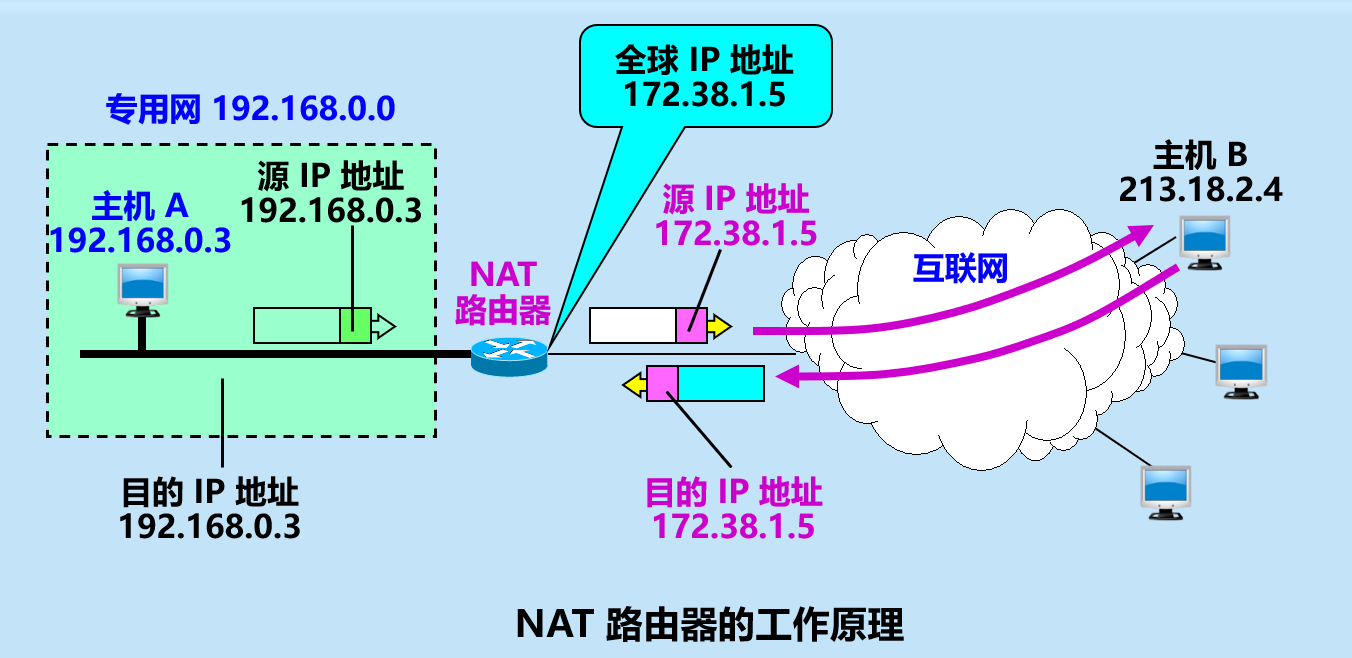 全球 IP 地址
172.38.1.5
专用网 192.168.0.0
源 IP 地址
192.168.0.3
主机 A
192.168.0.3
NAT
路由器
源 IP 地址
172.38.1.5
互联网
主机 B
213.18.2.4
目的 IP 地址
192.168.0.3
目的 IP 地址
172.38.1.5
NAT 路由器的工作原理